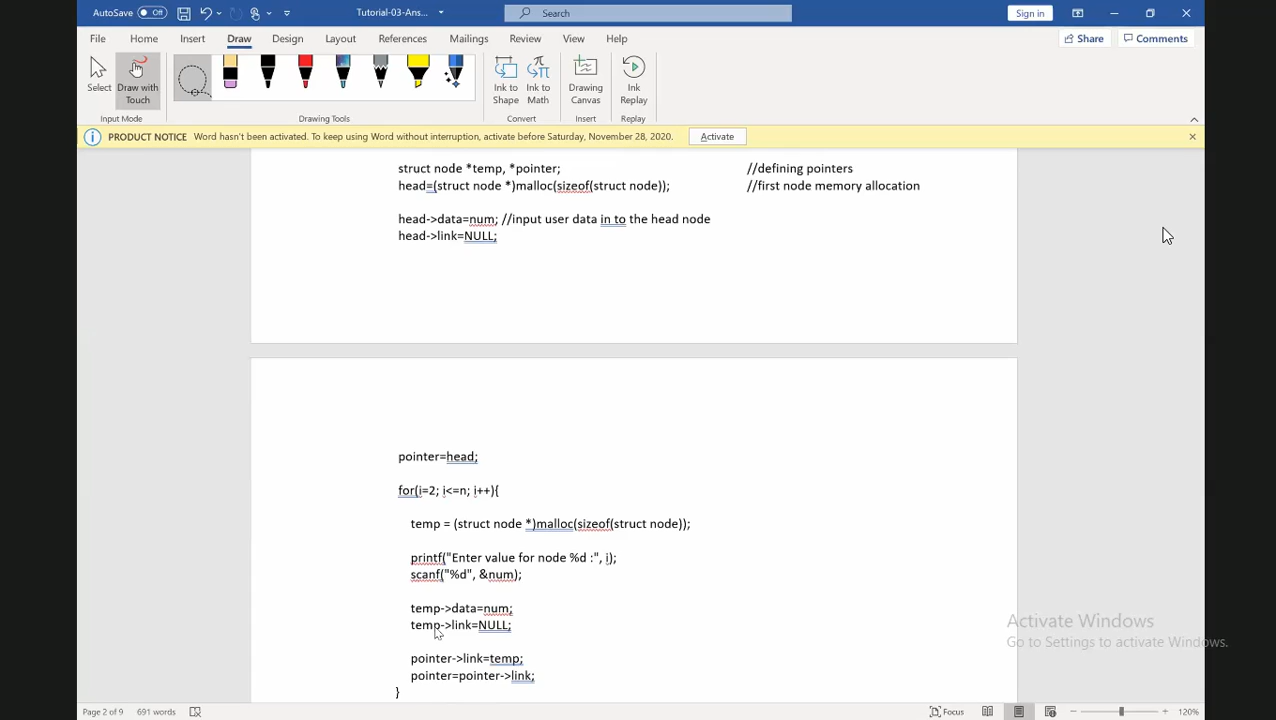 AutoSave Off Tutorial-03-Ans... Search Sign in
File Home Insert Draw Design Layout References Mailings Review View Help Share Comments
Select Draw with Touch Ink to Shape Ink to Math Drawing Canvas Ink Replay
Input Mode Drawing Tools Convert Insert Replay
PRODUCT NOTICE Word hasn't been activated. To keep using Word without interruption, activate before Saturday, November 28, 2020. Activate
struct node *temp, *pointer; //defining pointers
head=(struct node *)malloc(sizeof(struct node)); //first node memory allocation
head->data=num; //input user data in to the head node
head->link=NULL;
pointer=head;
for(i=2; i<=n; i++){
temp = (struct node *)malloc(sizeof(struct node));
printf("Enter value for node %d :", i);
scanf("%d", &num);
temp->data=num;
temp->link=NULL;
pointer->link=temp;
pointer=pointer->link;
}
Activate Windows
Go to Settings to activate Windows.
Page 2 of 9 691 words Focus 120%